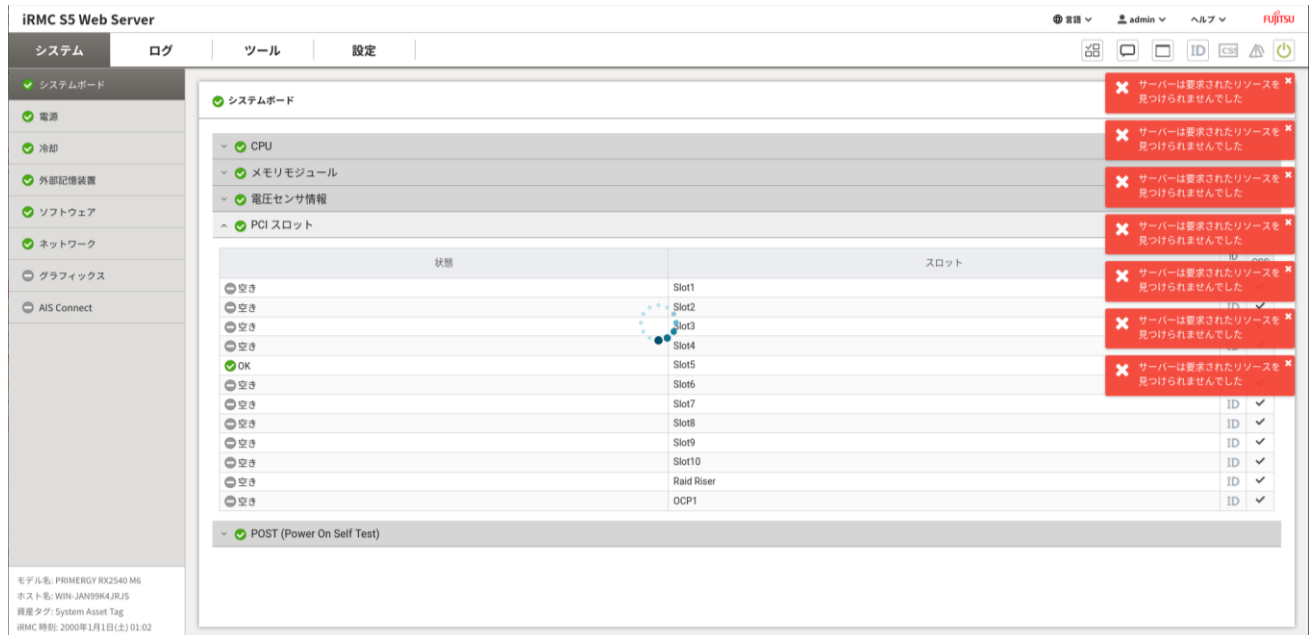 iRMC S5 Web Server
言語
admin
ヘルプ
FUJITSU
システム
ログ
ツール
設定
ID
CSS
システムボード
電源
冷却
外部記憶装置
ソフトウェア
ネットワーク
グラフィックス
AIS Connect
システムボード
CPU
メモリモジュール
電圧センサ情報
PCI スロット
状態 スロット
空き Slot1
空き Slot2
空き Slot3
空き Slot4
OK Slot5
空き Slot6
空き Slot7 ID
空き Slot8 ID
空き Slot9 ID
空き Slot10 ID
空き Raid Riser ID
空き OCP1 ID
POST (Power On Self Test)
サーバーは要求されたリソースを
見つけられませんでした
サーバーは要求されたリソースを
見つけられませんでした
サーバーは要求されたリソースを
見つけられませんでした
サーバーは要求されたリソースを
見つけられませんでした
サーバーは要求されたリソースを
見つけられませんでした
サーバーは要求されたリソースを
見つけられませんでした
サーバーは要求されたリソースを
見つけられませんでした
モデル名: PRIMERGY RX2540 M6
ホスト名: WIN-JAN99K4JRJS
資産タグ: System Asset Tag
iRMC 時刻: 2000年1月1日(土) 01:02